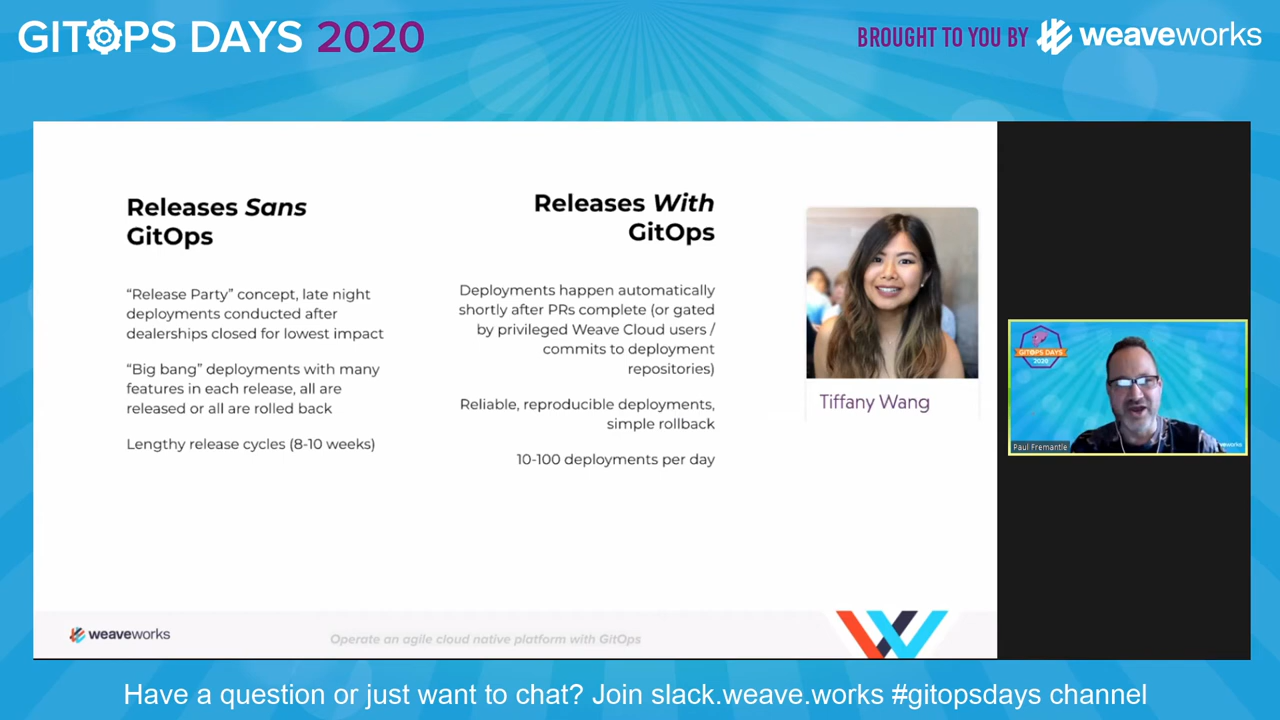 GITOPS DAYS 2020
BROUGHT TO YOU BY weaveworks
Releases Sans
GitOps
“Release Party” concept, late night
deployments conducted after
dealerships closed for lowest impact
“Big bang” deployments with many
features in each release, all are
released or all are rolled back
Lengthy release cycles (8-10 weeks)
Releases With
GitOps
Deployments happen automatically
shortly after PRs complete (or gated
by privileged Weave Cloud users /
commits to deployment
repositories)
Reliable, reproducible deployments,
simple rollback
10-100 deployments per day
Tiffany Wang
GITOPS DAYS
2020
Paul Fremantle
weaveworks
Operate an agile cloud native platform with GitOps
Have a question or just want to chat? Join slack.weave.works #gitopsdays channel